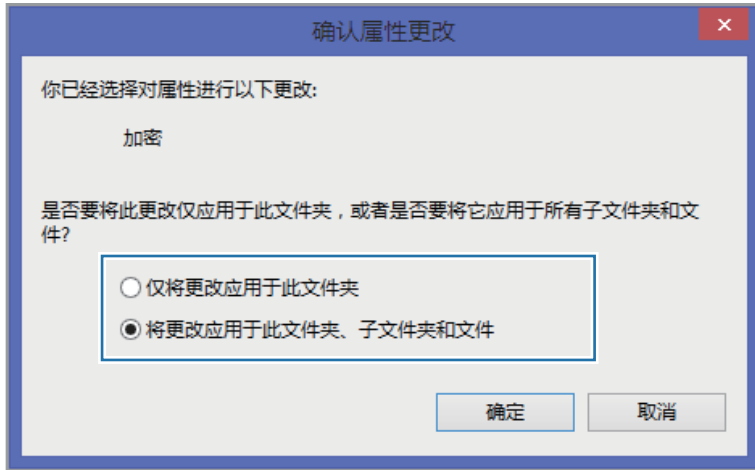 确认属性更改
你已经选择对属性进行以下更改:
加密
是否要将此更改仅应用于此文件夹，或者是否要将它应用于所有子文件夹和文
件?
仅将更改应用于此文件夹
将更改应用于此文件夹、子文件夹和文件
确定
取消